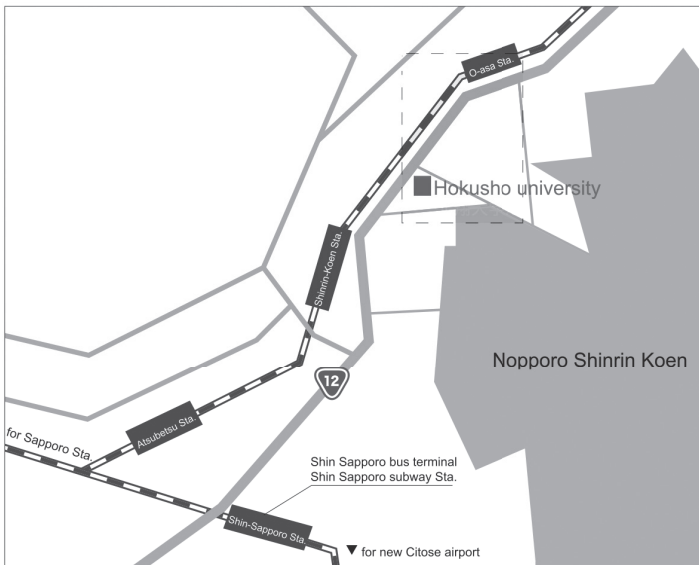 O-asa Sta.
Hokusho university
Shinrin-Koen Sta.
Nopporo Shinrin Koen
12
Atsubetsu Sta.
for Sapporo Sta.
Shin Sapporo bus terminal
Shin Sapporo subway Sta.
Shin-Sapporo Sta.
▼ for new Citose airport